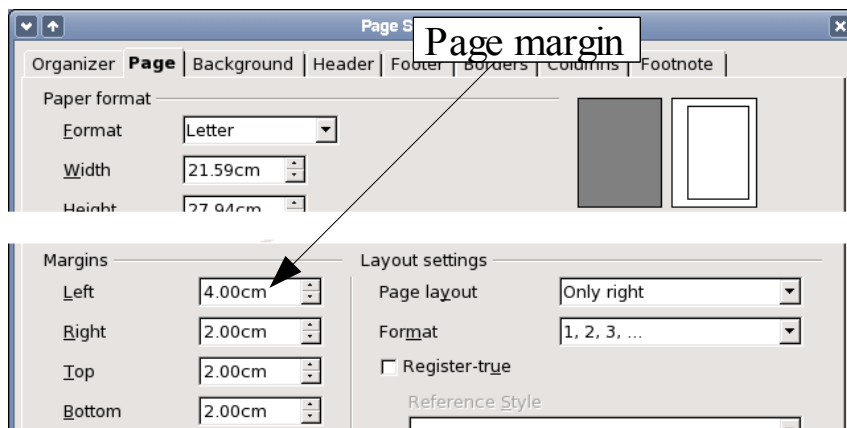 Page S
Page margin
Organizer Page Background Header Footer Borders Columns Footnote
Paper format
Format Letter
Width 21.59cm
Height 27.94cm
Margins Layout settings
Left 4.00cm Page layout Only right
Right 2.00cm Format 1, 2, 3, ...
Top 2.00cm Register-true
Bottom 2.00cm Reference Style